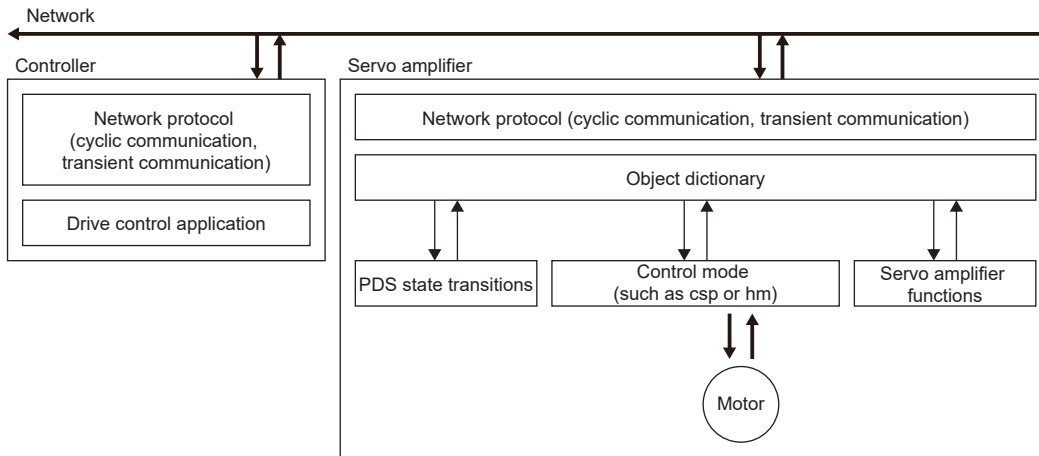 Network
Controller
Network protocol
(cyclic communication,
transient communication)
Drive control application
Servo amplifier
Network protocol (cyclic communication, transient communication)
Object dictionary
PDS state transitions
Control mode
(such as csp or hm)
Servo amplifier
functions
Motor